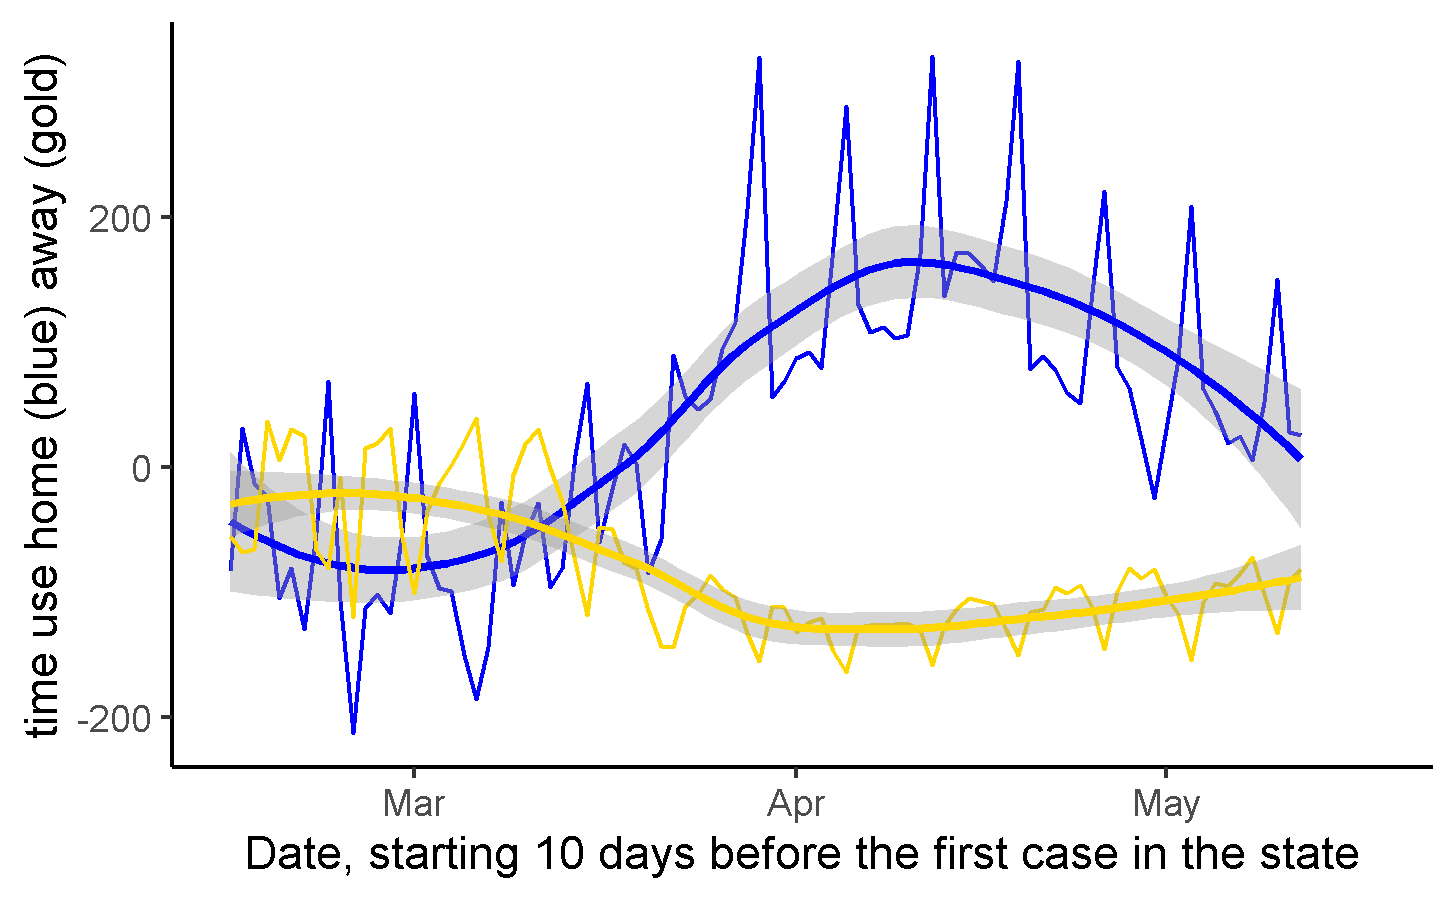 time use home (blue) away (gold)
200
0
-200
Mar Apr May
Date, starting 10 days before the first case in the state